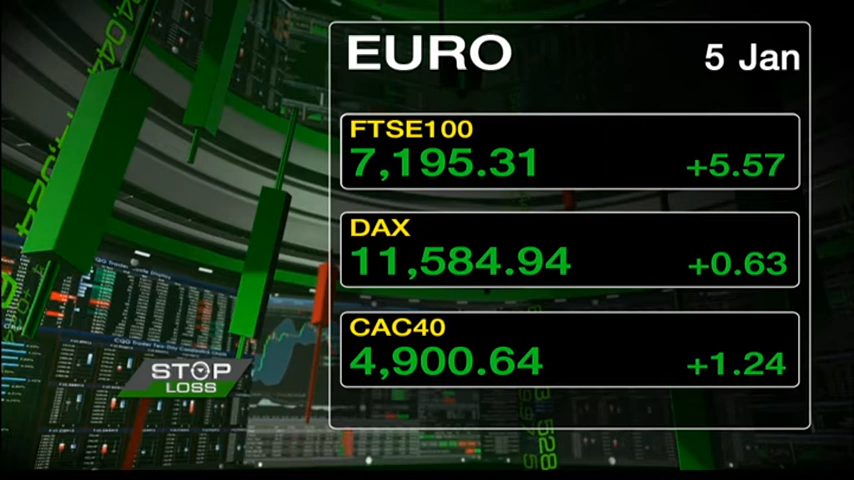 EURO
5 Jan
FTSE100
7,195.31 +5.57
DAX
11,584.94 +0.63
CAC40
4,900.64 +1.24
STOP
LOSS